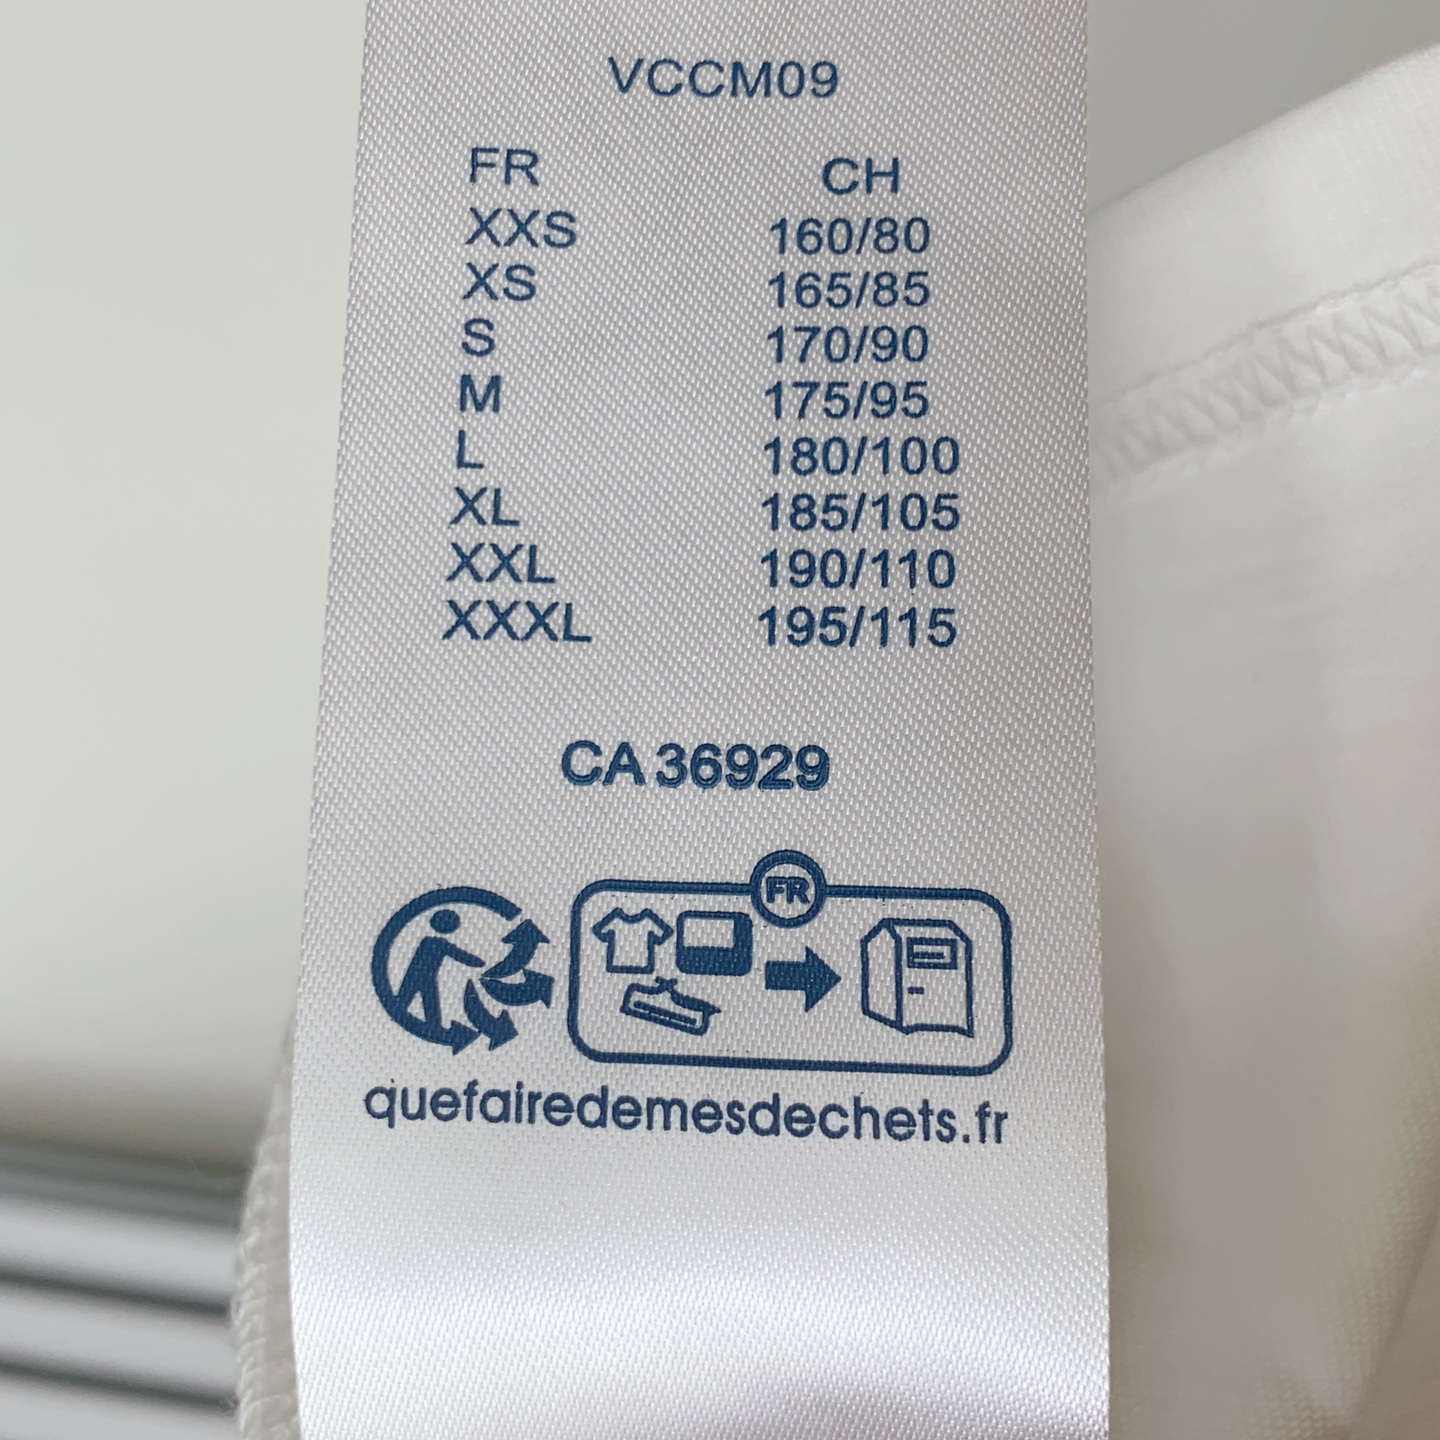 VCCM09
FR CH
XXS 160/80
XS 165/85
S 170/90
M 175/95
L 180/100
XL 185/105
XXL 190/110
XXXL 195/115
CA 36929
FR
quefairedemesdechets.fr